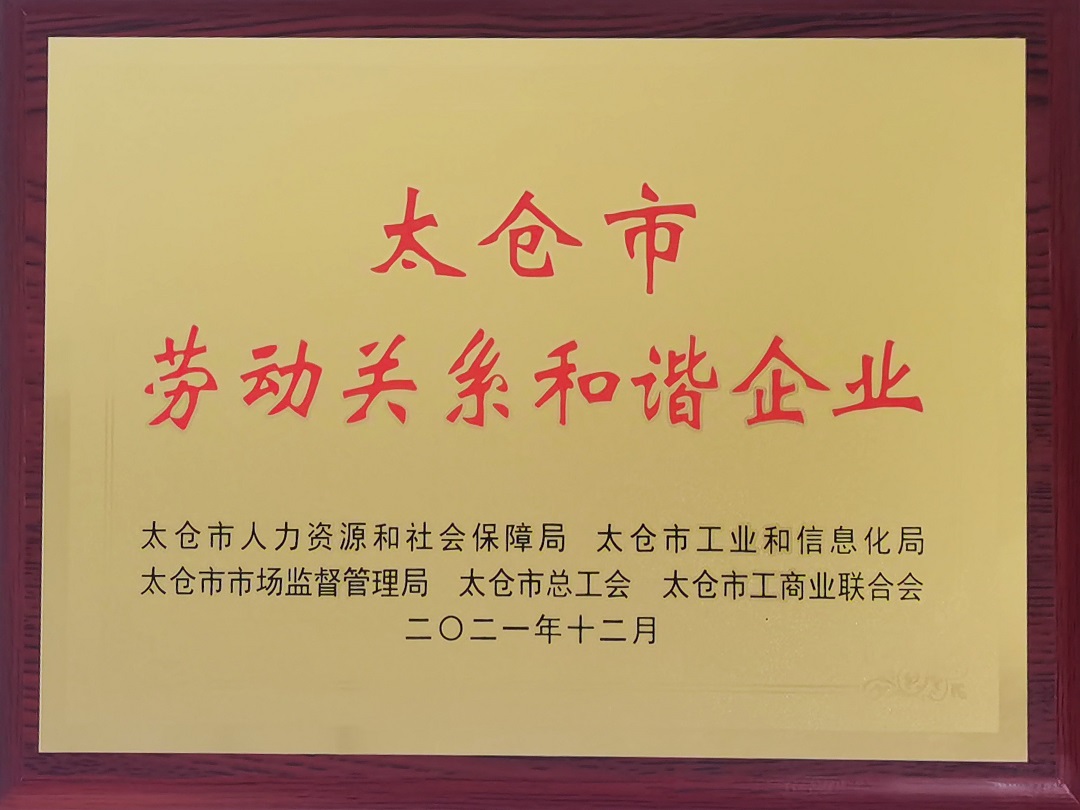 太仓市
劳动关系和谐企业
太仓市人力资源和社会保障局 太仓市工业和信息化局
太仓市市场监督管理局 太仓市总工会 太仓市工商业联合会
二〇二一年十二月